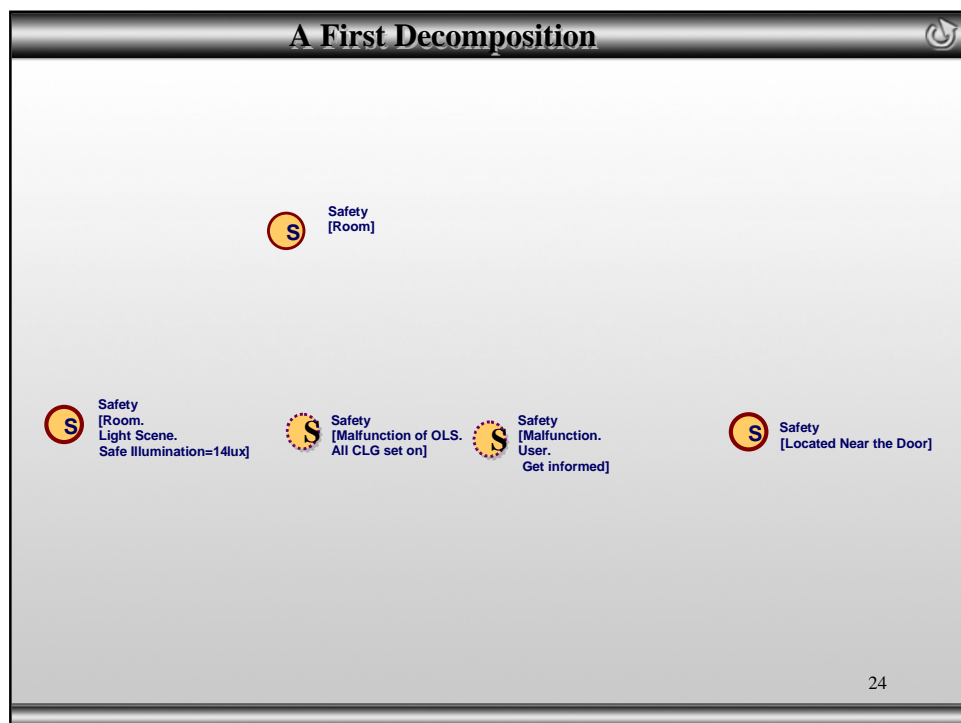 A First Decomposition
S
Safety
[Room]
S
Safety
[Room.
Light Scene.
Safe Illumination=14lux]
S
Safety
[Malfunction of OLS.
All CLG set on]
S
Safety
[Malfunction.
User.
Get informed]
S
Safety
[Located Near the Door]
24